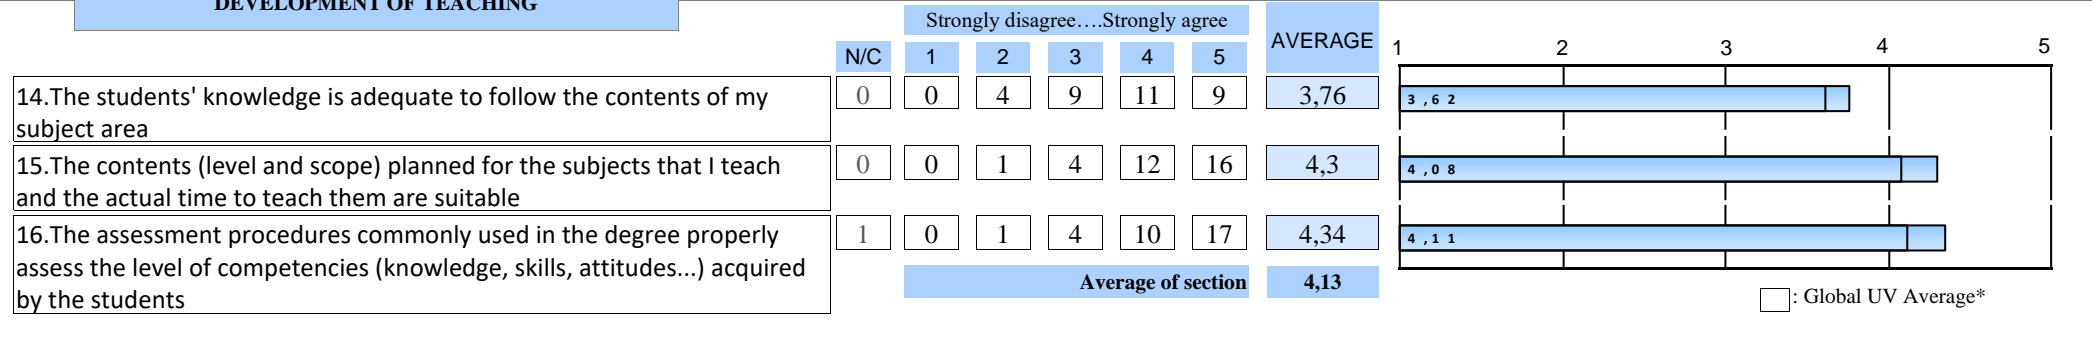 DEVELOPMENT OF TEACHING
Strongly disagree….Strongly agree
AVERAGE
N/C 1 2 3 4 5
1 2 3 4 5
14.The students' knowledge is adequate to follow the contents of my
subject area
0 0 4 9 11 9 3,76
3,62
15.The contents (level and scope) planned for the subjects that I teach
and the actual time to teach them are suitable
0 0 1 4 12 16 4,3
4,08
16.The assessment procedures commonly used in the degree properly
assess the level of competencies (knowledge, skills, attitudes...) acquired
by the students
1 0 1 4 10 17 4,34
4,11
Average of section 4,13
: Global UV Average*